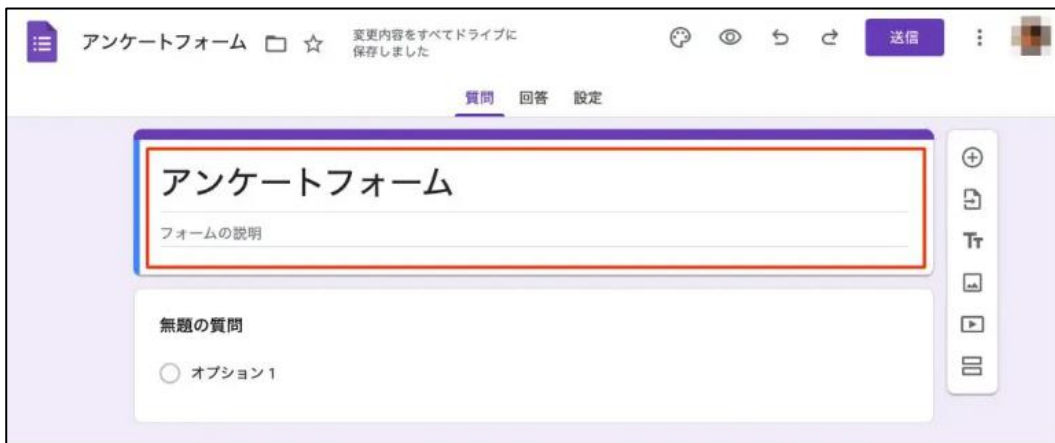 アンケートフォーム
変更内容をすべてドライブに
保存しました
送信
質問 回答 設定
アンケートフォーム
フォームの説明
Tт
無題の質問
オプション 1